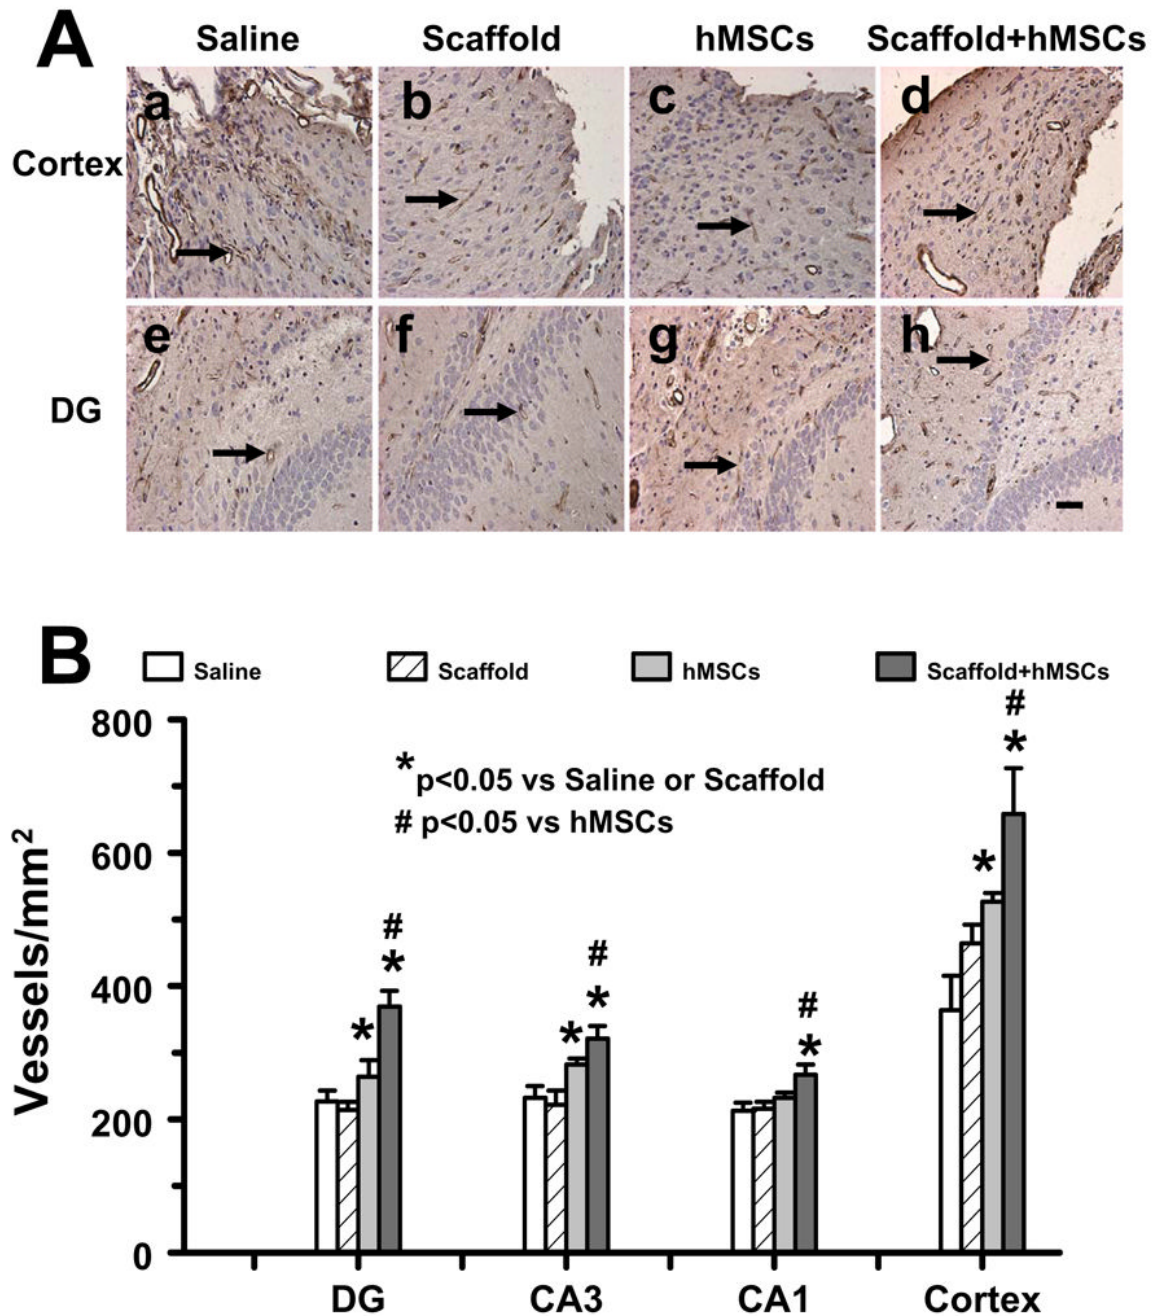 A
Saline Scaffold hMSCs Scaffold+hMSCs
Cortex
a b c d
DG
e f g h
B
Saline Scaffold hMSCs Scaffold+hMSCs
800
600
400
200
0
Vessels/mm²
* p<0.05 vs Saline or Scaffold
# p<0.05 vs hMSCs
# * *
# * *
# *
# * *
DG CA3 CA1 Cortex